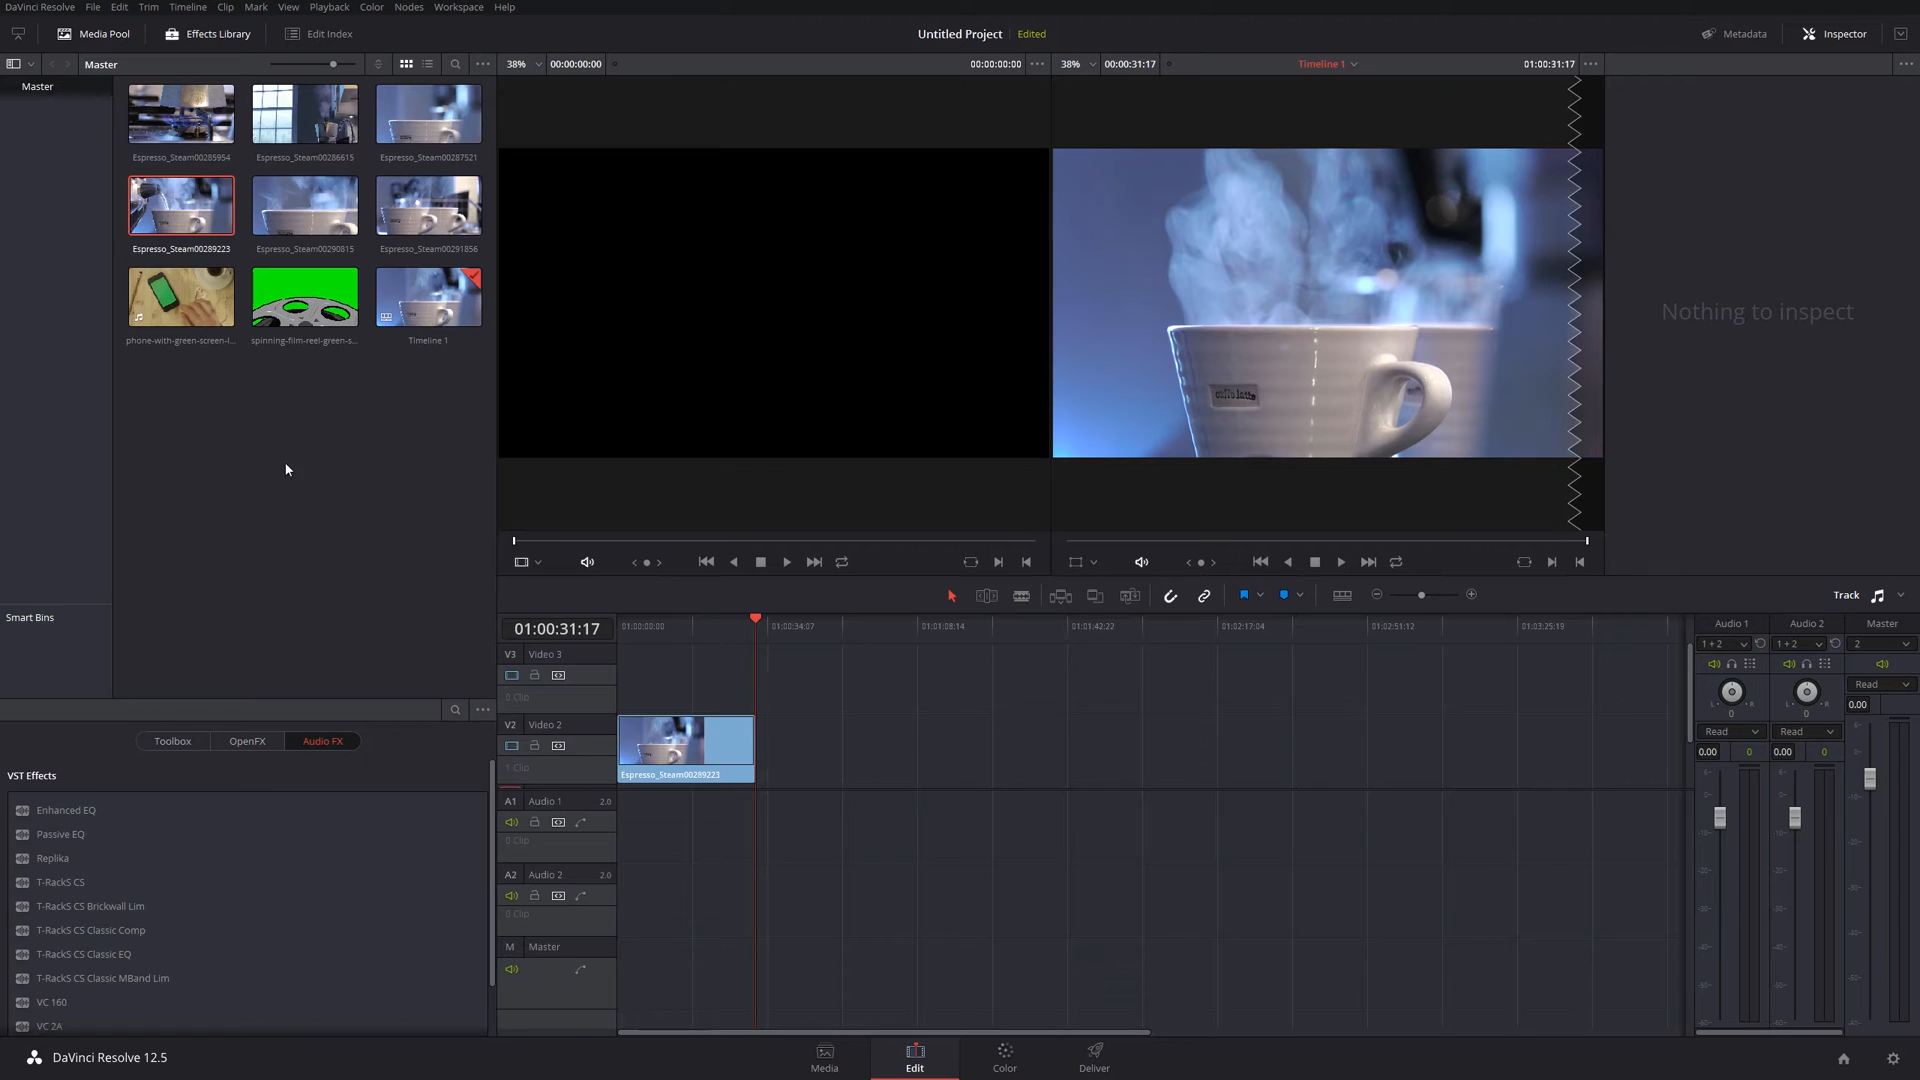 DaVinci Resolve File Edit Trim Timeline Clip Mark View Playback Color Nodes Workspace Help
Media Pool Effects Library Edit Index Untitled Project Edited Metadata Inspector
Master 38% 00:00:00:00 00:00:00:00 38% 00:00:31:17 Timeline 1 01:00:31:17
Master
Espresso_Steam00285954 Espresso_Steam00286615 Espresso_Steam00287521
Espresso_Steam00289223 Espresso_Steam00290815 Espresso_Steam00291856
phone-with-green-screen-l... spinning-film-reel-green-s... Timeline 1
Nothing to inspect
caffè latte
Smart Bins
Track
01:00:31:17 01:00:00:00 01:00:34:07 01:01:08:14 01:01:42:22 01:02:17:04 01:02:51:12 01:03:25:19
Audio 1 Audio 2 Master
1 + 2 1 + 2 2
V3 Video 3
0 Clip
V2 Video 2
1 Clip
Espresso_Steam00289223
A1 Audio 1 2.0
0 Clip
A2 Audio 2 2.0
0 Clip
M Master
L R L R Read
0 0 0.00
Read Read
0.00 0 0.00 0
Toolbox OpenFX Audio FX
VST Effects
Enhanced EQ
Passive EQ
Replika
T-RackS CS
T-RackS CS Brickwall Lim
T-RackS CS Classic Comp
T-RackS CS Classic EQ
T-RackS CS Classic MBand Lim
VC 160
VC 2A
DaVinci Resolve 12.5 Media Edit Color Deliver